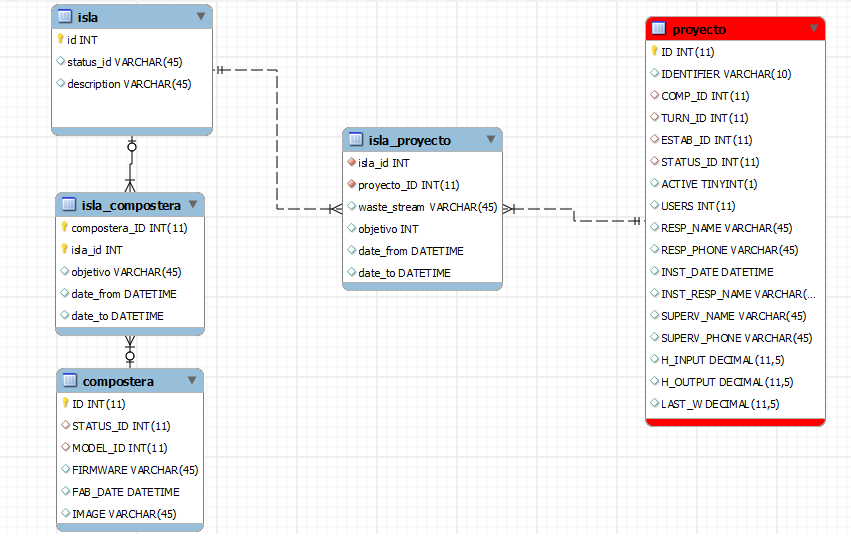 isla
id INT
status_id VARCHAR(45)
description VARCHAR(45)
isla_compostera
compostera_ID INT(11)
isla_id INT
objetivo VARCHAR(45)
date_from DATETIME
date_to DATETIME
compostera
ID INT(11)
STATUS_ID INT(11)
MODEL_ID INT(11)
FIRMWARE VARCHAR(45)
FAB_DATE DATETIME
IMAGE VARCHAR(45)
isla_proyecto
isla_id INT
proyecto_ID INT(11)
waste_stream VARCHAR(45)
objetivo INT
date_from DATETIME
date_to DATETIME
proyecto
ID INT(11)
IDENTIFIER VARCHAR(10)
COMP_ID INT(11)
TURN_ID INT(11)
ESTAB_ID INT(11)
STATUS_ID INT(11)
ACTIVE TINYINT(1)
USERS INT(11)
RESP_NAME VARCHAR(45)
RESP_PHONE VARCHAR(45)
INST_DATE DATETIME
INST_RESP_NAME VARCHAR(...
SUPERV_NAME VARCHAR(45)
SUPERV_PHONE VARCHAR(45)
H_INPUT DECIMAL(11,5)
H_OUTPUT DECIMAL(11,5)
LAST_W DECIMAL(11,5)